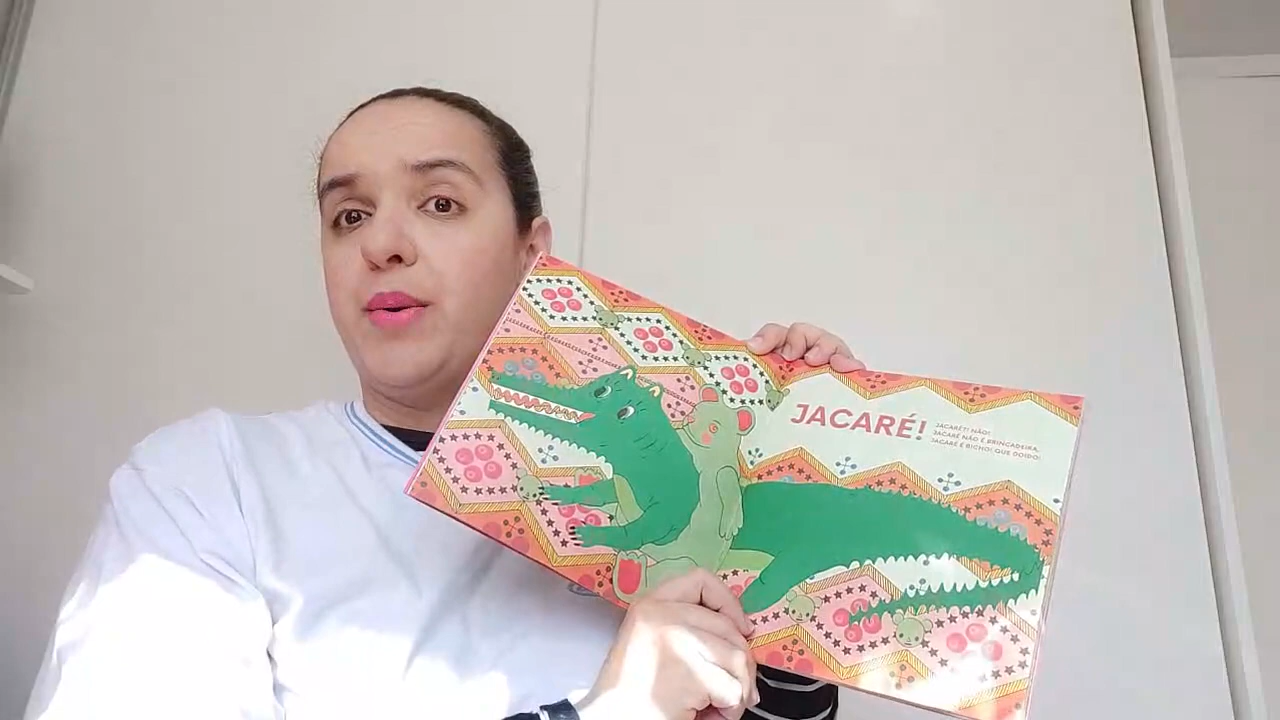 JACARÉ!
JACARÉ?! NÃO!
JACARÉ NÃO É BRINCADEIRA.
JACARÉ É BICHO! QUE DOIDO!